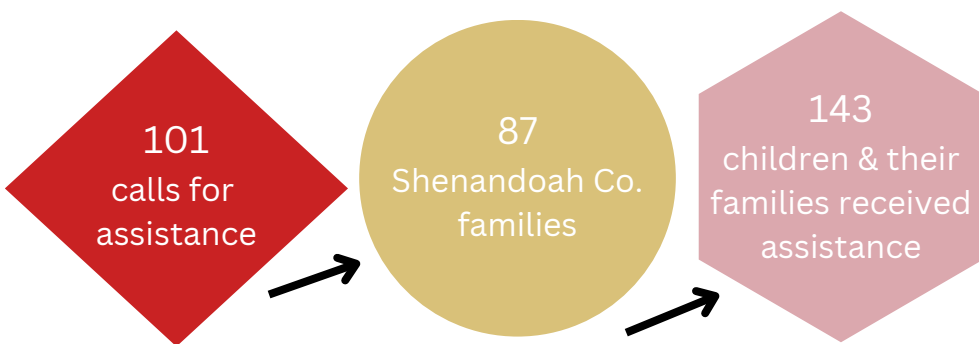 101
calls for
assistance
87
Shenandoah Co.
families
143
children & their
families received
assistance